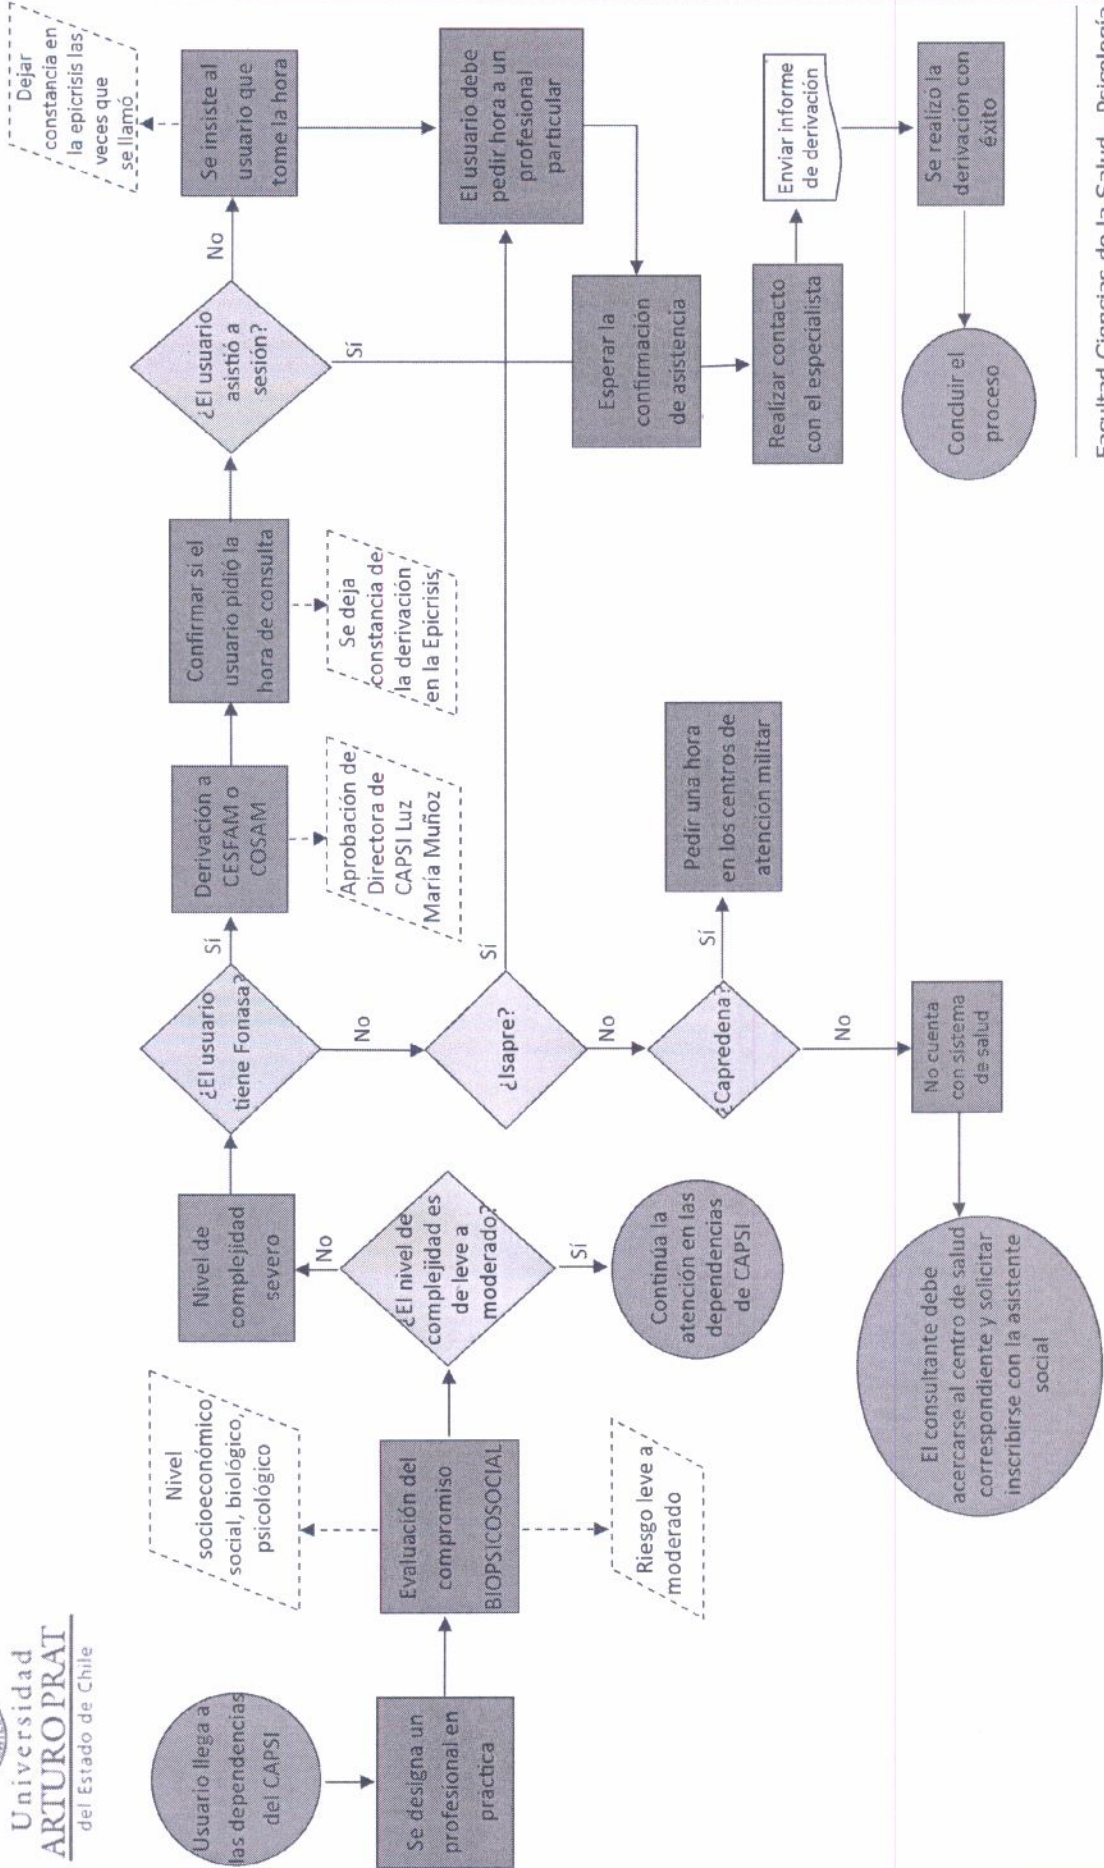 Universidad
ARTURO PRAT
del Estado de Chile
Usuario llega a
las dependencias
del CAPSI
Se designa un
profesional en
práctica
Nivel
socioeconómico,
social, biológico,
psicológico
Evaluación del
compromiso
BIOPSICOSOCIAL
Riesgo leve a
moderado
Nivel de
complejidad
severo
No
¿El nivel de
complejidad es
de leve a
moderado?
Sí
Continúa la
atención en las
dependencias
de CAPSI
¿El usuario
tiene Fonasa?
Sí
No
Derivación a
CESFAM o
COSAM
Aprobación de
Directora de
CAPSI Luz
María Muñoz
Confirmar si el
usuario pidió la
hora de consulta
Se deja
constancia de
la derivación
en la Epicrisis
¿El usuario
asistió a
sesión?
No
Sí
Dejar
constancia en
la epicrisis las
veces que
se llamó
Se insiste al
usuario que
tome la hora
¿Isapre?
Sí
No
El usuario debe
pedir hora a un
profesional
particular
Esperar la
confirmación
de asistencia
¿Capredena?
Sí
No
Pedir una hora
en los centros de
atención militar
Realizar contacto
con el especialista
Enviar informe
de derivación
Se realizó la
derivación con
éxito
Concluir el
proceso
No cuenta
con sistema
de salud
El consultante debe
acercarse al centro de salud
correspondiente y solicitar
inscribirse con la asistente
social
Facultad Ciencias de la Salud
Psicología